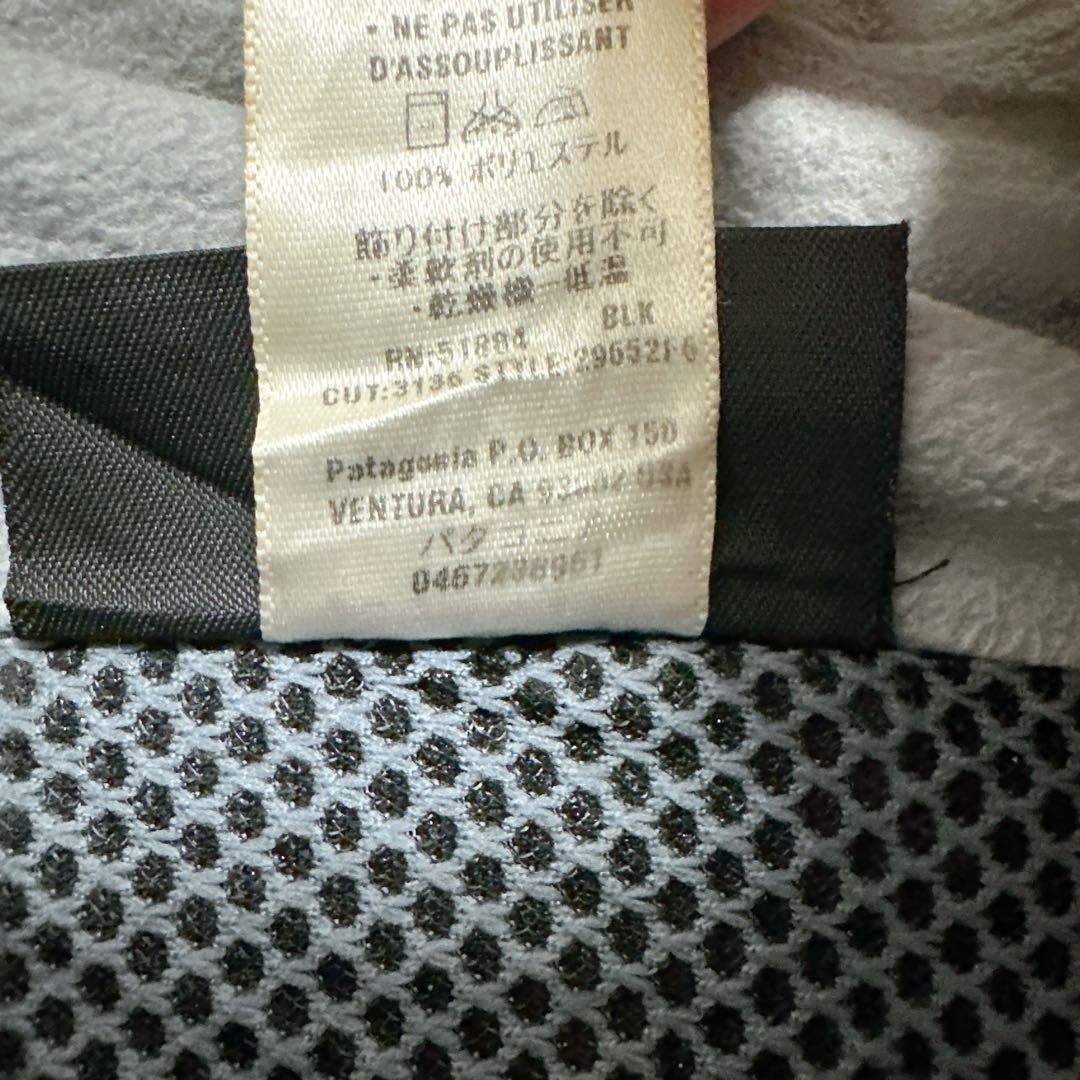 • NE PAS UTILISER
D'ASSOUPLISSANT
100% ポリエステル
飾り付け部分を除く
・柔軟剤の使用不可
・乾燥機ー低温
BLK
RN:51884
CUT:3136 STYLE:29652F6
Patagonia P.O. BOX 150
VENTURA, CA 93002 USA
パタゴニア